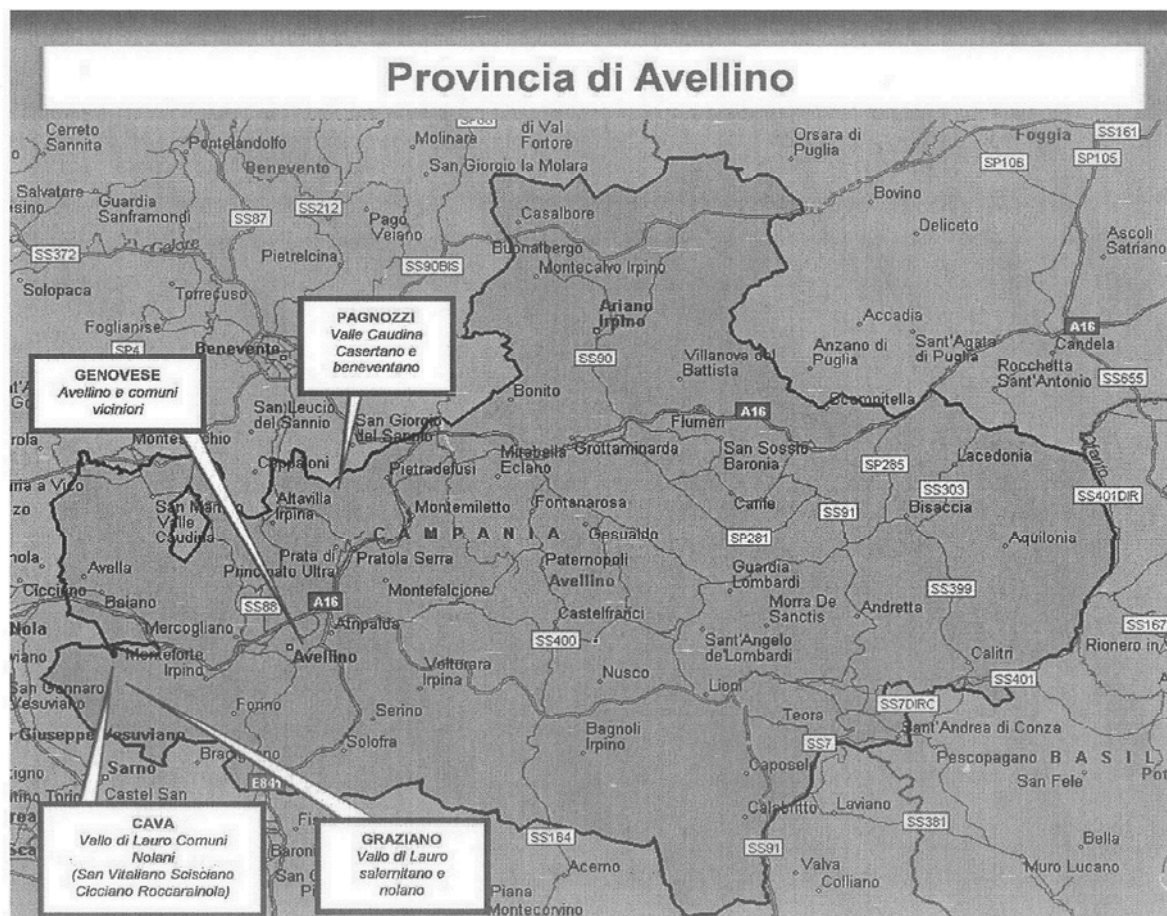 Provincia di Avellino
Cerreto
Sannita
Pontelandolfo
Molinara
di Val
Fortore
Orsara di
Puglia
Foggia
SS161
SP106
SP105
Benevento
San Giorgio la Molara
Salvatore
Guardia
Sanframondi
SS212
SS87
Pago
Veiano
Casalbore
Bovino
Deliceto
Ascoli
Satriano
SS372
Calore
Pietrelcina
SS90BIS
Buonalbergo
Montecalvo Irpino
Solopaca
Torrecuso
Foglianise
SP4
Benevento
PAGNOZZI
Valle Caudina
Casertano e
beneventano
Ariano
Irpino
SS90
Villanova del
Battista
Accadia
Anzano di
Puglia
Sant'Agata
di Puglia
A16
Candela
Rocchetta
Sant'Antonio
SS655
GENOVESE
Avellino e comuni
viciniori
San Leucio
del Sannio
San Giorgio
del Sannio
Bonito
Scampitella
A16
Flumeri
Mirabella
Eclano
Grottaminarda
San Sossio
Baronia
Lacedonia
Ofanto
Ceppaloni
Pietradefusi
SP285
SS303
Bisaccia
SS401DIR
San Martino
Valle
Caudina
Altavilla
Irpina
Montemiletto
Fontanarosa
Carife
SS91
CAMPANIA
Gesualdo
SP281
Aquilonia
Prata di
Principato Ultra
Pratola Serra
Paternopoli
Avellino
Guardia
Lombardi
Avella
Cicciano
Baiano
SS88
A16
Montefalcione
Castelfranci
Morra De
Sanctis
Andretta
SS399
SS167
Nola
Mercogliano
Atripalda
SS400
Sant'Angelo
de'Lombardi
Rionero in
Monteforte
Irpino
Avellino
Volturara
Irpina
Calitri
SS401
San Gennaro
Vesuviano
Forino
Nusco
Lioni
SS7DIRC
Serino
Teora
Giuseppe Vesuviano
Solofra
Bagnoli
Irpino
SS7
Sant'Andrea di Conza
Pescopagano
BASIL
Sarno
Bracigliano
E841
Caposele
San Fele
Castel San
Calabritto
Laviano
CAVA
Vallo di Lauro Comuni
Nolani
(San Vitaliano Scisciano
Cicciano Roccarainola)
GRAZIANO
Vallo di Lauro
salernitano e
nolano
SS164
SS381
Acerno
SS91
Bella
Muro Lucano
Valva
Colliano
Piana
Montecorvino